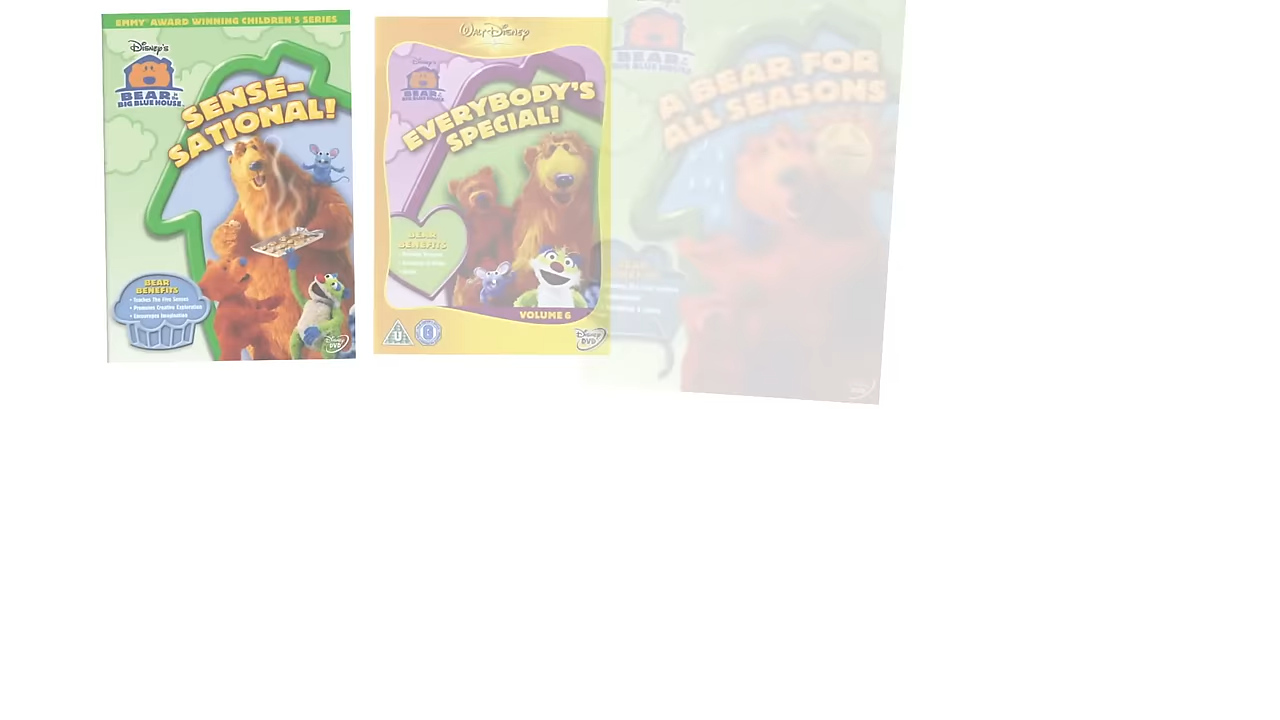 EMMY AWARD WINNING CHILDREN'S SERIES
Disney's
BEAR in the
BIG BLUE HOUSE
SENSE-
SATIONAL!
BEAR
BENEFITS
• Teaches The Five Senses
• Promotes Creative Exploration
• Encourages Imagination
Disney
DVD
WALT DISNEY
Disney's
BEAR in the
BIG BLUE HOUSE
EVERYBODY'S
SPECIAL!
BEAR
BENEFITS
VOLUME 6
U
Disney
DVD
BEAR in the
BIG BLUE HOUSE
A BEAR FOR
ALL SEASONS